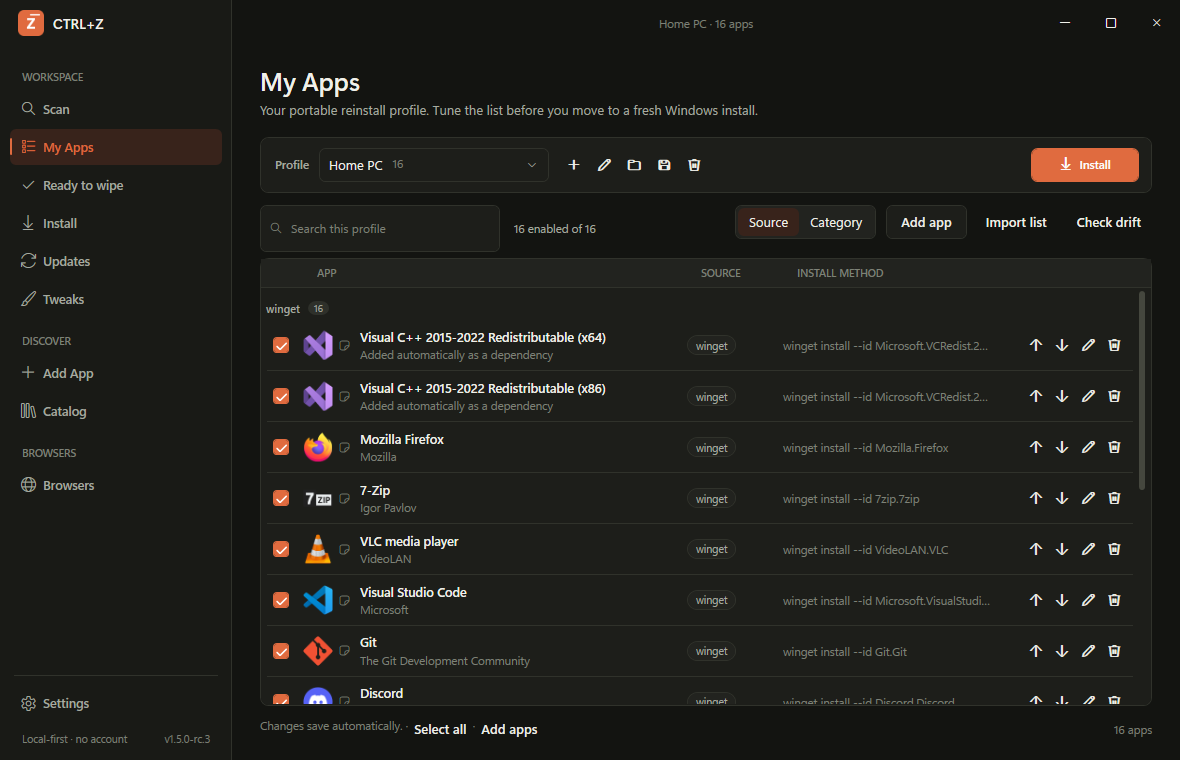 CTRL+Z
Home PC · 16 apps
WORKSPACE
Scan
My Apps
Ready to wipe
Install
Updates
Tweaks
DISCOVER
Add App
Catalog
BROWSERS
Browsers
Settings
Local-first · no account v1.5.0-rc.3
My Apps
Your portable reinstall profile. Tune the list before you move to a fresh Windows install.
Profile Home PC 16 Install
Search this profile 16 enabled of 16 Source Category Add app Import list Check drift
APP SOURCE INSTALL METHOD
winget 16
Visual C++ 2015-2022 Redistributable (x64)
Added automatically as a dependency
winget winget install --id Microsoft.VCRedist.2...
Visual C++ 2015-2022 Redistributable (x86)
Added automatically as a dependency
winget winget install --id Microsoft.VCRedist.2...
Mozilla Firefox
Mozilla
winget winget install --id Mozilla.Firefox
7 ZIP
7-Zip
Igor Pavlov
winget winget install --id 7zip.7zip
VLC media player
VideoLAN
winget winget install --id VideoLAN.VLC
Visual Studio Code
Microsoft
winget winget install --id Microsoft.VisualStudi...
Git
The Git Development Community
winget winget install --id Git.Git
Discord
winget winget install --id Discord.Discord
Changes save automatically. · Select all · Add apps 16 apps